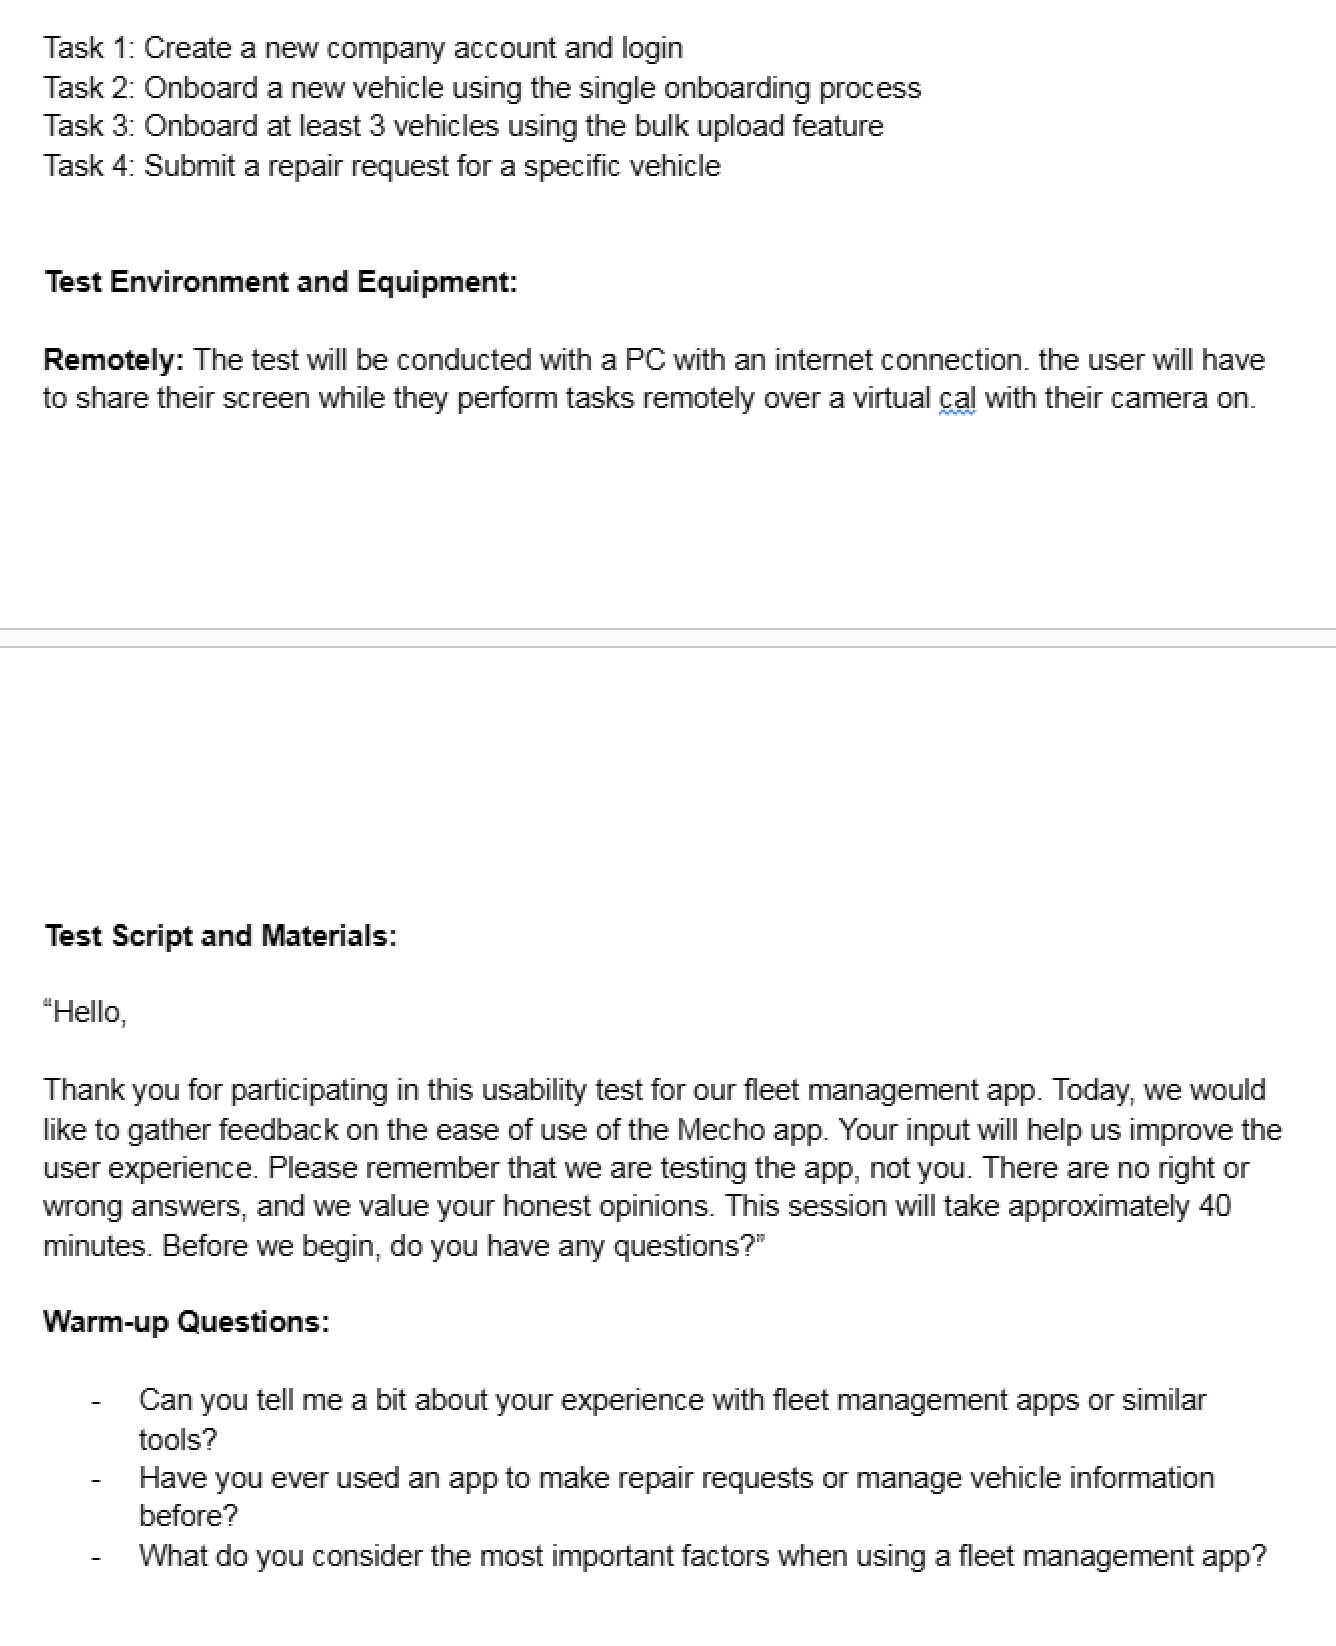 Task 1: Create a new company account and login
Task 2: Onboard a new vehicle using the single onboarding process
Task 3: Onboard at least 3 vehicles using the bulk upload feature
Task 4: Submit a repair request for a specific vehicle
Test Environment and Equipment:
Remotely: The test will be conducted with a PC with an internet connection. the user will have
to share their screen while they perform tasks remotely over a virtual cal with their camera on.
Test Script and Materials:
“Hello,
Thank you for participating in this usability test for our fleet management app. Today, we would
like to gather feedback on the ease of use of the Mecho app. Your input will help us improve the
user experience. Please remember that we are testing the app, not you. There are no right or
wrong answers, and we value your honest opinions. This session will take approximately 40
minutes. Before we begin, do you have any questions?”
Warm-up Questions:
- Can you tell me a bit about your experience with fleet management apps or similar
tools?
- Have you ever used an app to make repair requests or manage vehicle information
before?
- What do you consider the most important factors when using a fleet management app?